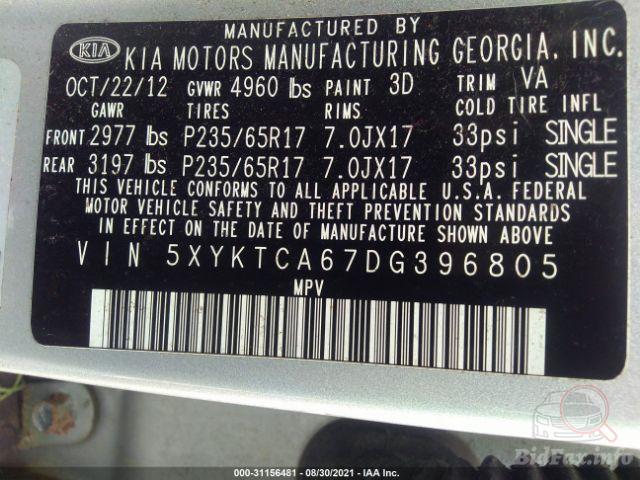 MANUFACTURED BY
KIA KIA MOTORS MANUFACTURING GEORGIA, INC.
OCT/22/12 GVWR 4960 lbs PAINT 3D TRIM VA
GAWR TIRES RIMS COLD TIRE INFL
FRONT 2977 lbs P235/65R17 7.0JX17 33psi SINGLE
REAR 3197 lbs P235/65R17 7.0JX17 33psi SINGLE
THIS VEHICLE CONFORMS TO ALL APPLICABLE U.S.A. FEDERAL
MOTOR VEHICLE SAFETY AND THEFT PREVENTION STANDARDS
IN EFFECT ON THE DATE OF MANUFACTURE SHOWN ABOVE
VIN 5XYKTCA67DG396805
MPV
BidFax.info
000-31156481 - 08/30/2021 - IAA Inc.